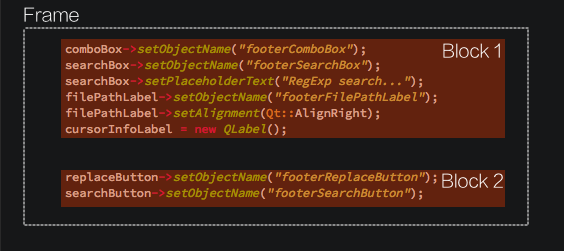 Frame
Block 1
comboBox->setObjectName("footerComboBox");
searchBox->setObjectName("footerSearchBox");
searchBox->setPlaceholderText("RegExp search...");
filePathLabel->setObjectName("footerFilePathLabel");
filePathLabel->setAlignment(Qt::AlignRight);
cursorInfoLabel = new QLabel();
Block 2
replaceButton->setObjectName("footerReplaceButton");
searchButton->setObjectName("footerSearchButton");